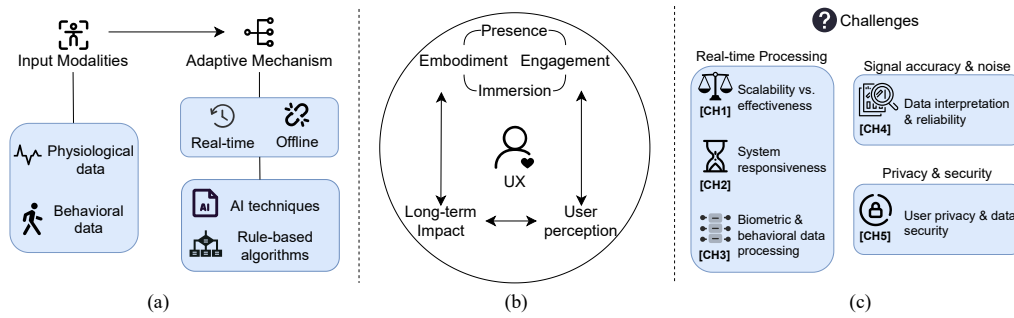 Input Modalities
Adaptive Mechanism
Physiological
data
Behavioral
data
Real-time
Offline
AI
AI techniques
Rule-based
algorithms
(a)
Presence
Embodiment
Engagement
Immersion
UX
Long-term
Impact
User
perception
(b)
? Challenges
Real-time Processing
Scalability vs.
effectiveness
[CH1]
System
responsiveness
[CH2]
Biometric &
behavioral data
processing
[CH3]
Signal accuracy & noise
Data interpretation
& reliability
[CH4]
Privacy & security
User privacy & data
security
[CH5]
(c)